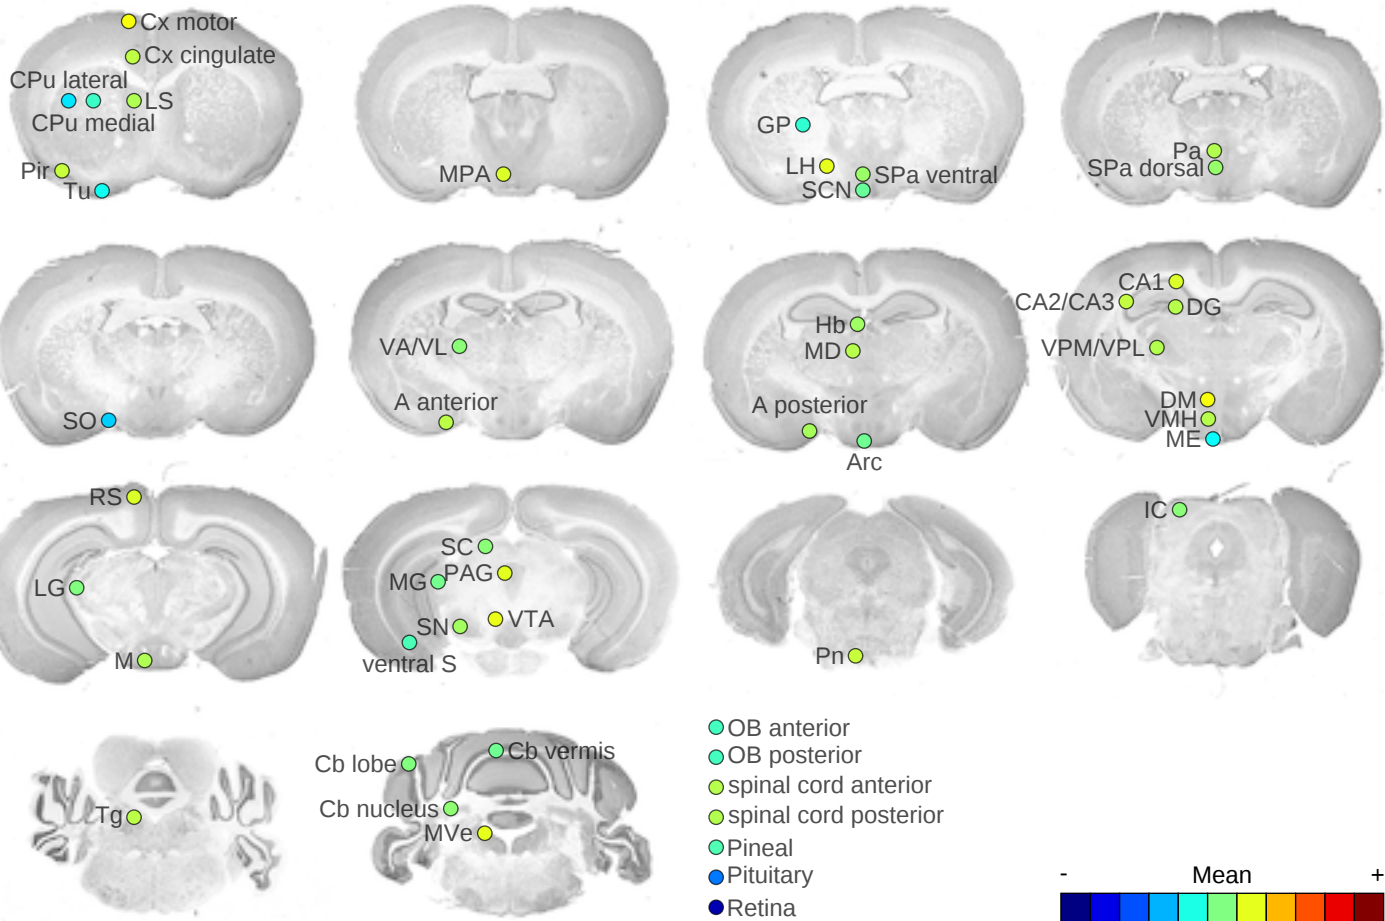 Cx motor
Cx cingulate
CPu lateral
LS
CPu medial
Pir
Tu
MPA
GP
LH
SPa ventral
SCN
Pa
SPa dorsal
SO
VA/VL
A anterior
Hb
MD
A posterior
Arc
CA1
CA2/CA3
DG
VPM/VPL
DM
VMH
ME
RS
LG
M
SC
MG
PAG
SN
VTA
ventral S
Pn
IC
Tg
Cb lobe
Cb vermis
Cb nucleus
MVe
OB anterior
OB posterior
spinal cord anterior
spinal cord posterior
Pineal
Pituitary
Retina
- Mean +